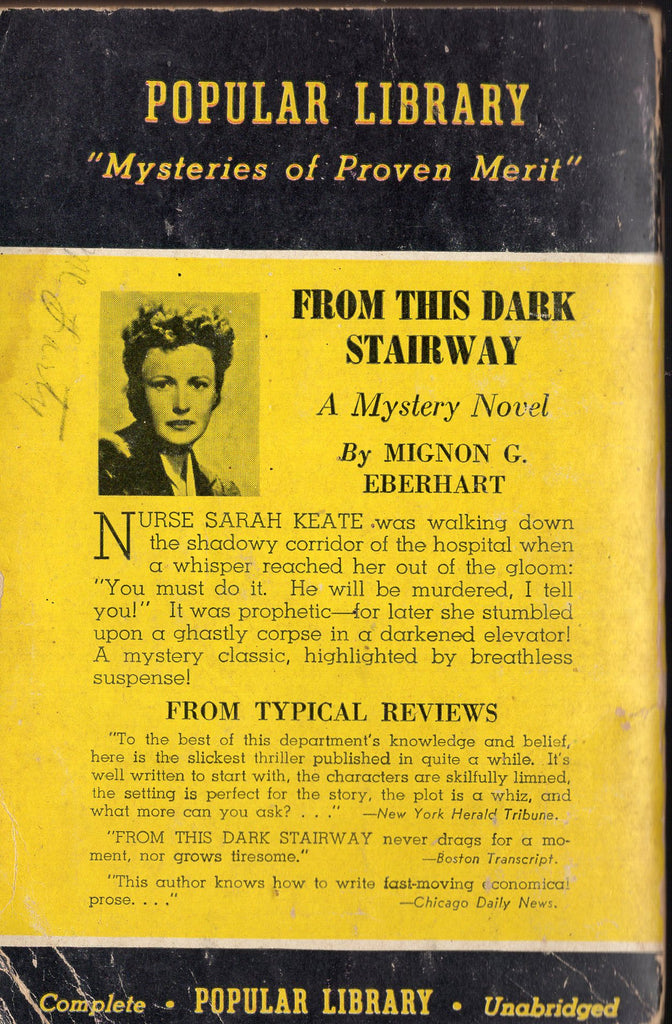 POPULAR LIBRARY
"Mysteries of Proven Merit"
FROM THIS DARK
STAIRWAY
A Mystery Novel
By MIGNON G.
EBERHART
NURSE SARAH KEATE was walking down
the shadowy corridor of the hospital when
a whisper reached her out of the gloom:
"You must do it. He will be murdered, I tell
you!" It was prophetic—for later she stumbled
upon a ghastly corpse in a darkened elevator!
A mystery classic, highlighted by breathless
suspense!
FROM TYPICAL REVIEWS
"To the best of this department's knowledge and belief,
here is the slickest thriller published in quite a while. It's
well written to start with, the characters are skilfully limned,
the setting is perfect for the story, the plot is a whiz, and
what more can you ask? . . ." —New York Herald Tribune.
"FROM THIS DARK STAIRWAY never drags for a mo-
ment, nor grows tiresome." —Boston Transcript.
"This author knows how to write fast-moving economical
prose. . . ." —Chicago Daily News.
Complete • POPULAR LIBRARY • Unabridged